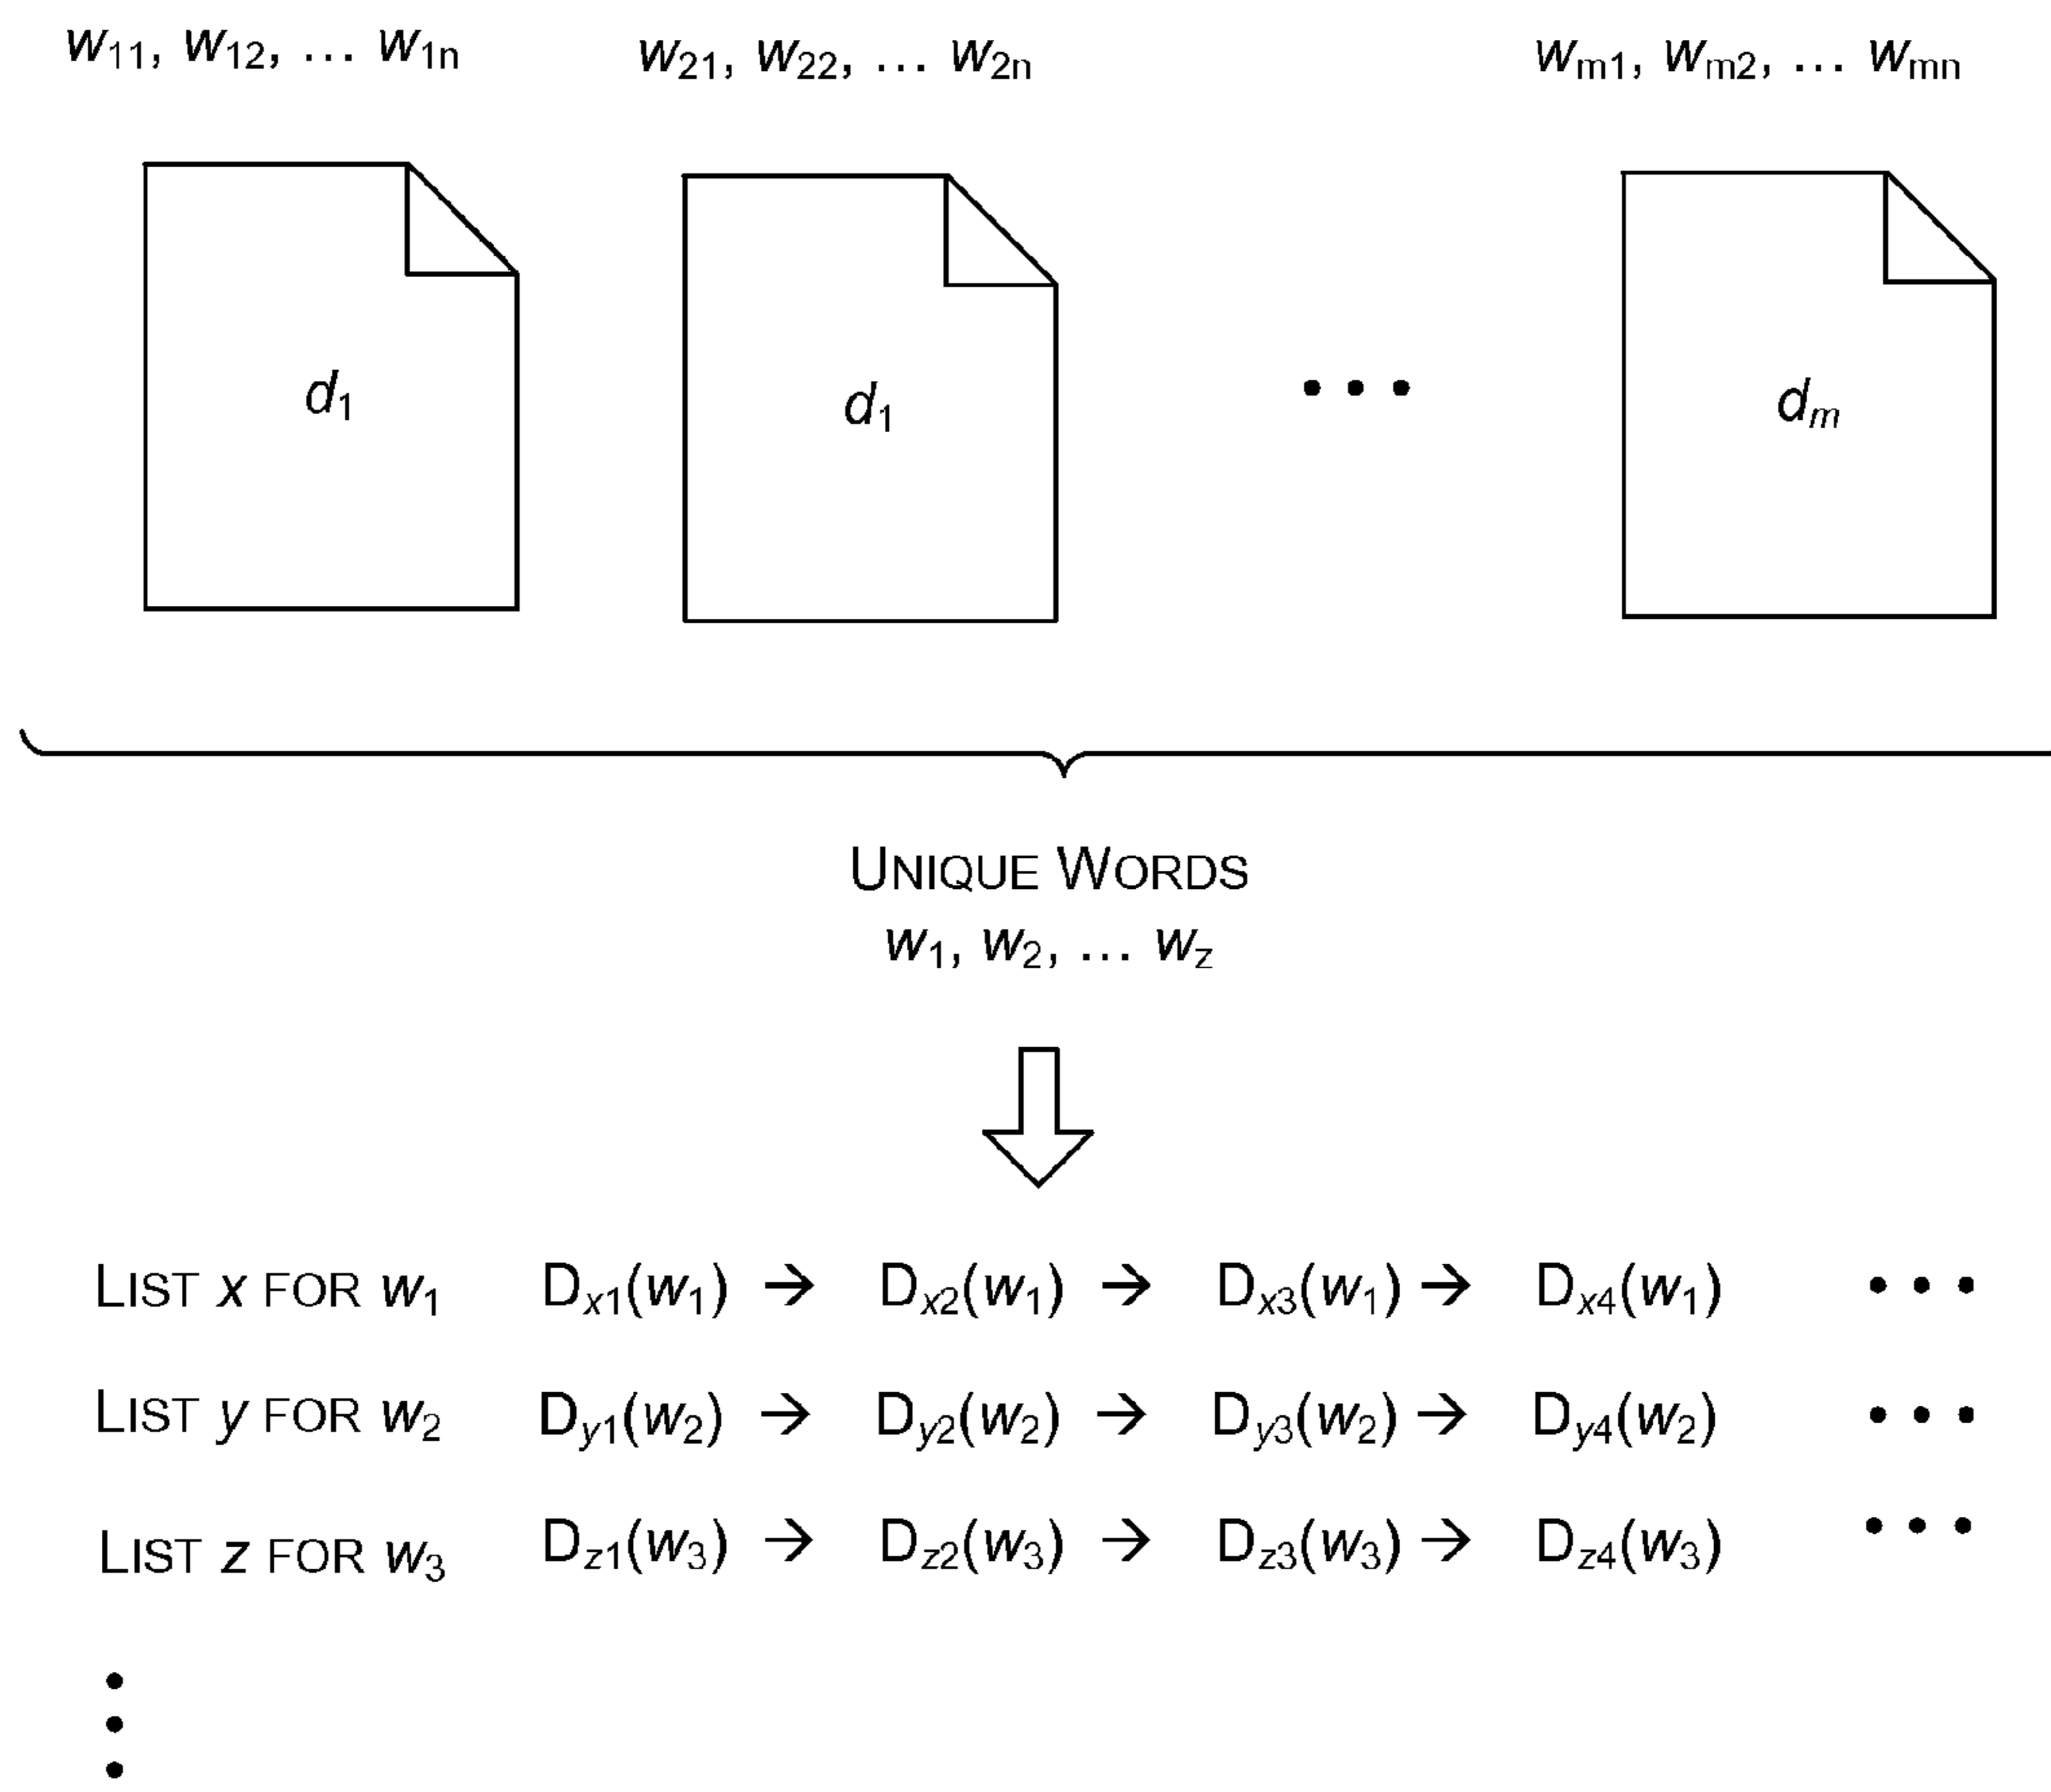 w11, w12, … w1n w21, w22, … w2n wm1, wm2, … wmn
d1 d1 • • • dm
UNIQUE WORDS
w1, w2, … wz
LIST x FOR w1 Dx1(w1) → Dx2(w1) → Dx3(w1) → Dx4(w1) • • •
LIST y FOR w2 Dy1(w2) → Dy2(w2) → Dy3(w2) → Dy4(w2) • • •
LIST z FOR w3 Dz1(w3) → Dz2(w3) → Dz3(w3) → Dz4(w3) • • •